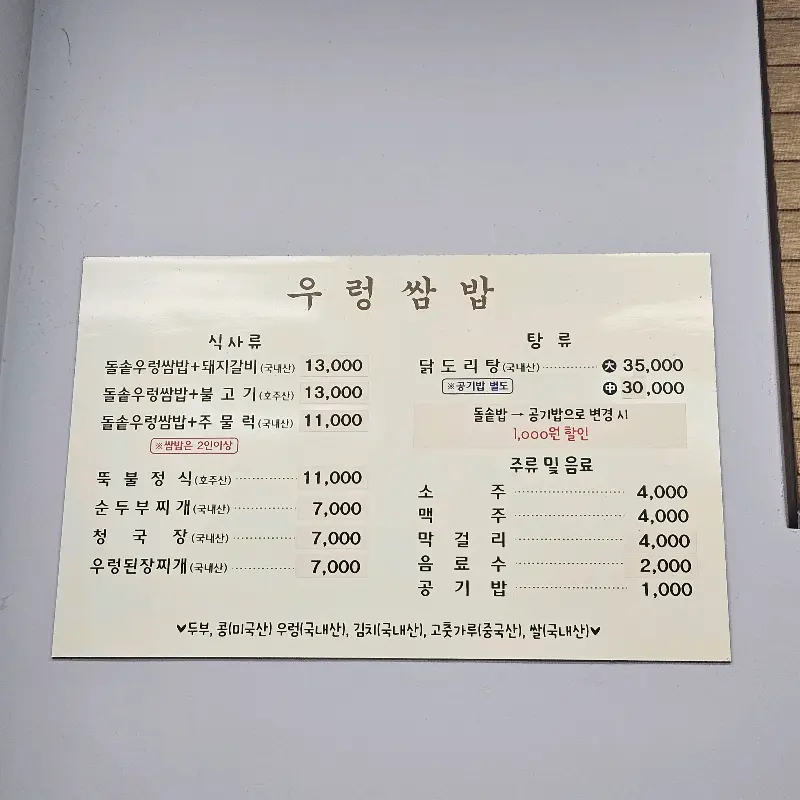 우렁쌈밥
식사류
돌솥우렁쌈밥+돼지갈비(국내산) 13,000
돌솥우렁쌈밥+불고기(호주산) 13,000
돌솥우렁쌈밥+주물럭(국내산) 11,000
※쌈밥은 2인이상
뚝불정식(호주산) 11,000
순두부찌개(국내산) 7,000
청국장(국내산) 7,000
우렁된장찌개(국내산) 7,000
탕류
닭도리탕(국내산) 大 35,000
※공기밥 별도 中 30,000
돌솥밥 → 공기밥으로 변경 시
1,000원 할인
주류 및 음료
소주 4,000
맥주 4,000
막걸리 4,000
음료수 2,000
공기밥 1,000
♥두부, 콩(미국산) 우렁(국내산), 김치(국내산), 고춧가루(중국산), 쌀(국내산)♥